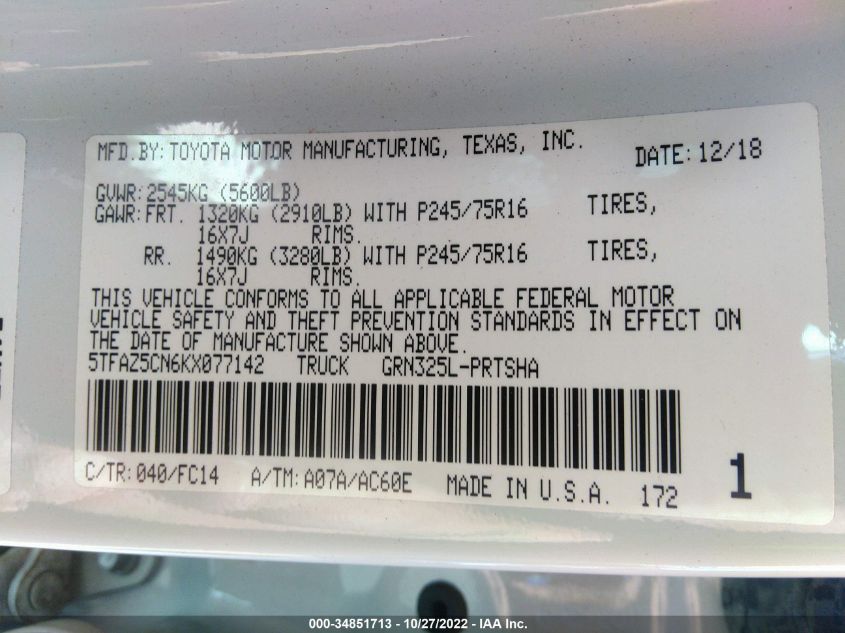 MFD.BY:TOYOTA MOTOR MANUFACTURING, TEXAS, INC. DATE:12/18
GVWR:2545KG (5600LB)
GAWR:FRT. 1320KG (2910LB) WITH P245/75R16 TIRES,
16X7J RIMS.
RR. 1490KG (3280LB) WITH P245/75R16 TIRES,
16X7J RIMS.
THIS VEHICLE CONFORMS TO ALL APPLICABLE FEDERAL MOTOR
VEHICLE SAFETY AND THEFT PREVENTION STANDARDS IN EFFECT ON
THE DATE OF MANUFACTURE SHOWN ABOVE.
5TFAZ5CN6KX077142 TRUCK GRN325L-PRTSHA
C/TR:040/FC14 A/TM:A07A/AC60E MADE IN U.S.A. 172 1
000-34851713 - 10/27/2022 - IAA Inc.